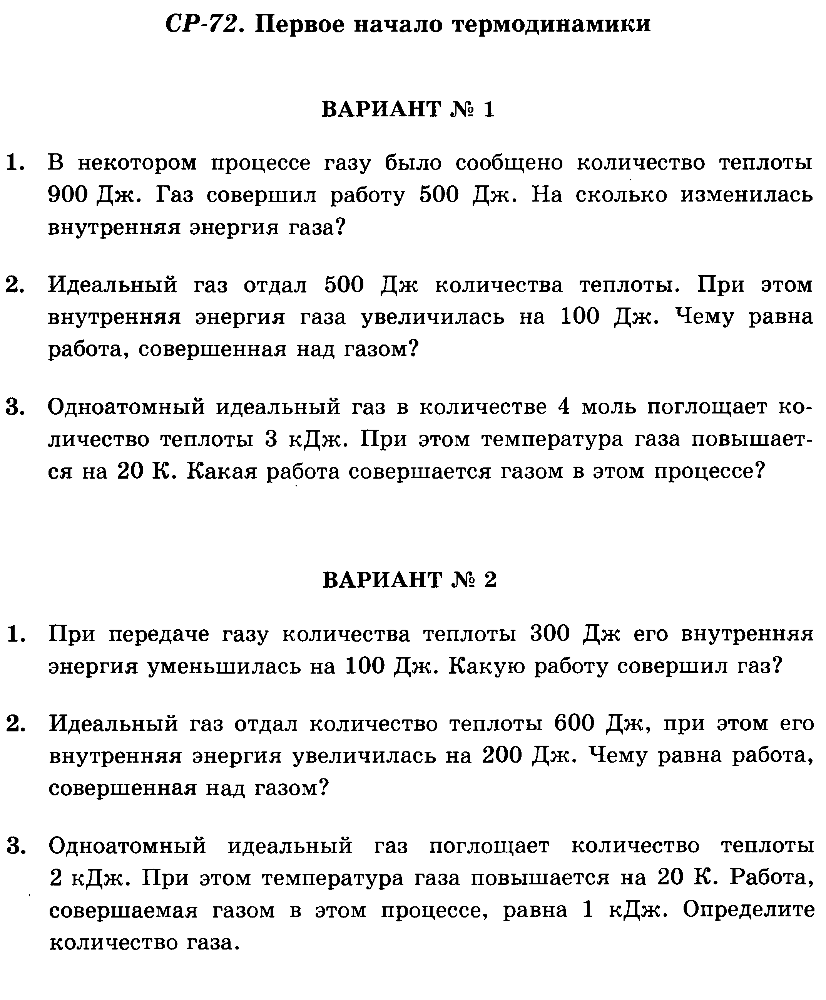 СР-72. Первое начало термодинамики
ВАРИАНТ № 1
1. В некотором процессе газу было сообщено количество теплоты
900 Дж. Газ совершил работу 500 Дж. На сколько изменилась
внутренняя энергия газа?
2. Идеальный газ отдал 500 Дж количества теплоты. При этом
внутренняя энергия газа увеличилась на 100 Дж. Чему равна
работа, совершенная над газом?
3. Одноатомный идеальный газ в количестве 4 моль поглощает ко-
личество теплоты 3 кДж. При этом температура газа повышает-
ся на 20 К. Какая работа совершается газом в этом процессе?
ВАРИАНТ № 2
1. При передаче газу количества теплоты 300 Дж его внутренняя
энергия уменьшилась на 100 Дж. Какую работу совершил газ?
2. Идеальный газ отдал количество теплоты 600 Дж, при этом его
внутренняя энергия увеличилась на 200 Дж. Чему равна работа,
совершенная над газом?
3. Одноатомный идеальный газ поглощает количество теплоты
2 кДж. При этом температура газа повышается на 20 К. Работа,
совершаемая газом в этом процессе, равна 1 кДж. Определите
количество газа.